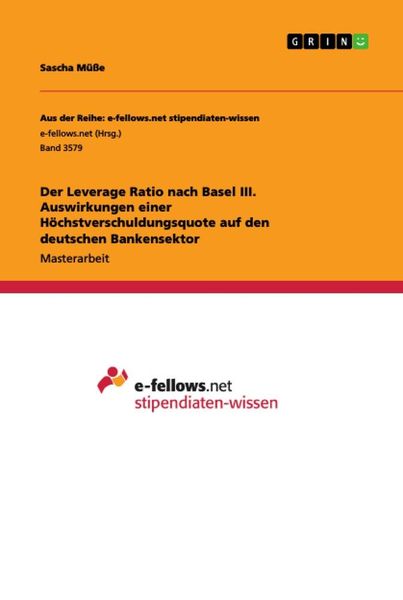 GRIN
Sascha Müße
Aus der Reihe: e-fellows.net stipendiaten-wissen
e-fellows.net (Hrsg.)
Band 3579
Der Leverage Ratio nach Basel III.
Auswirkungen einer
Höchstverschuldungsquote auf den
deutschen Bankensektor
Masterarbeit
e-fellows.net
stipendiaten-wissen